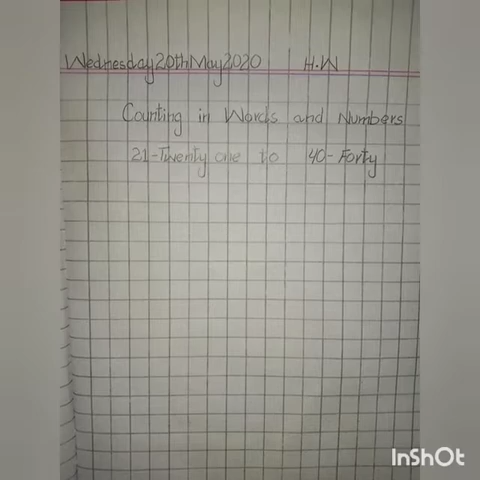 Wednesday 20th May 2020 H.W
Counting in Words and Numbers
21-Twenty one to 40-Forty
InShOt